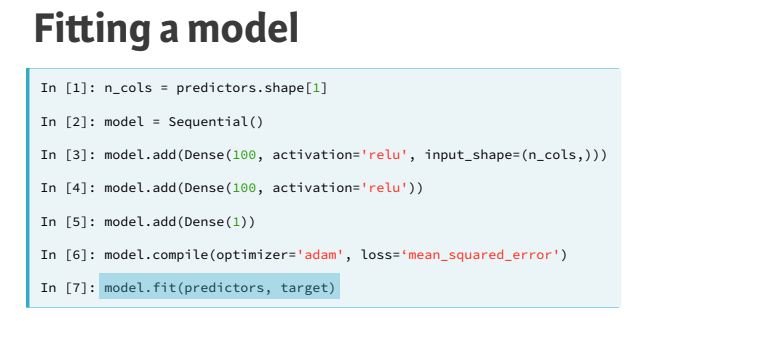 Fitting a model
In [1]: n_cols = predictors.shape[1]
In [2]: model = Sequential()
In [3]: model.add(Dense(100, activation='relu', input_shape=(n_cols,)))
In [4]: model.add(Dense(100, activation='relu'))
In [5]: model.add(Dense(1))
In [6]: model.compile(optimizer='adam', loss=‘mean_squared_error')
In [7]: model.fit(predictors, target)